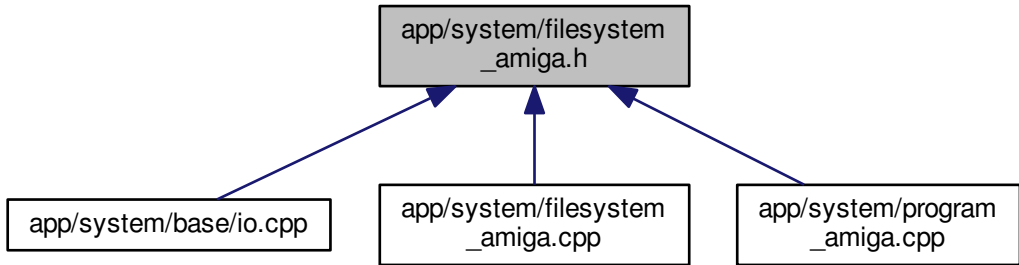 app/system/filesystem
_amiga.h
app/system/base/io.cpp
app/system/filesystem
_amiga.cpp
app/system/program
_amiga.cpp